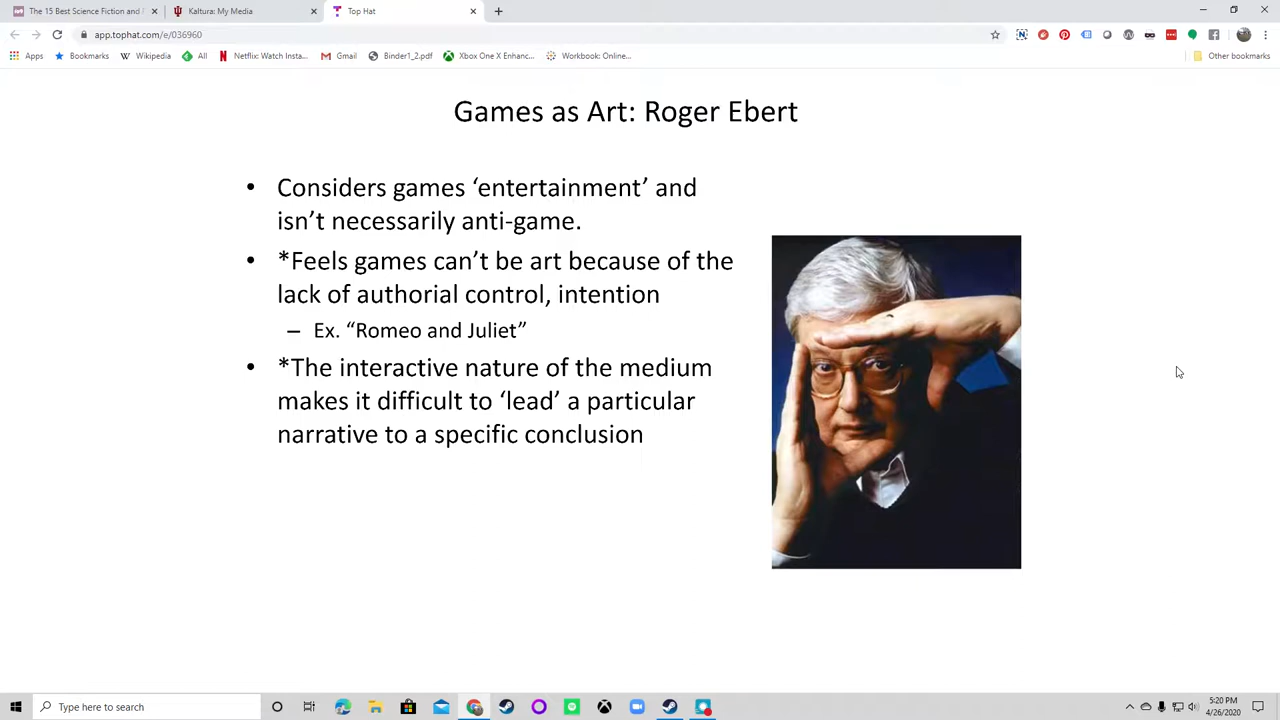 The 15 Best Science Fiction and
Kaltura: My Media
Top Hat
app.tophat.com/e/036960
Apps
Bookmarks
Wikipedia
All
Netflix: Watch Insta...
Gmail
Binder1_2.pdf
Xbox One X Enhanc...
Workbook: Onlin...
Other bookmarks
Games as Art: Roger Ebert
• Considers games ‘entertainment’ and
isn’t necessarily anti-game.
• *Feels games can’t be art because of the
lack of authorial control, intention
– Ex. “Romeo and Juliet”
• *The interactive nature of the medium
makes it difficult to ‘lead’ a particular
narrative to a specific conclusion
Type here to search
5:20 PM
4/26/2020